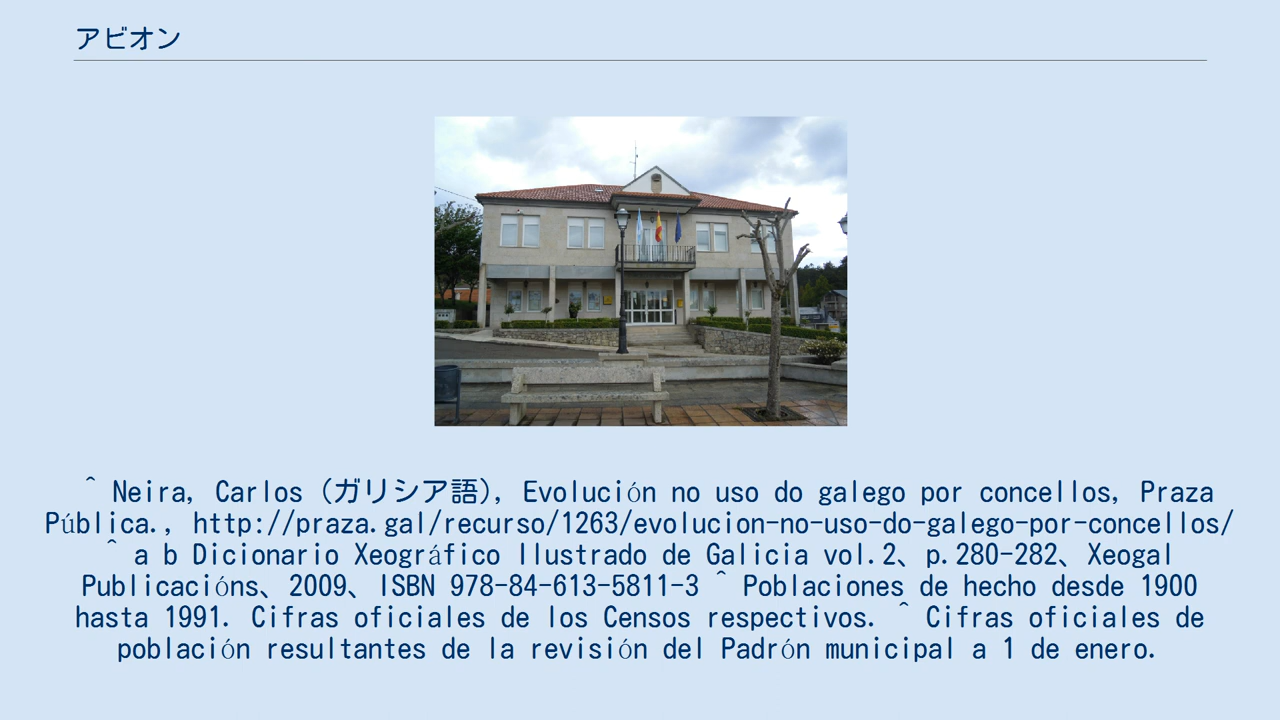 アビオン
^ Neira, Carlos (ガリシア語), Evolución no uso do galego por concellos, Praza
Pública., http://praza.gal/recurso/1263/evolucion-no-uso-do-galego-por-concellos/
^ a b Dicionario Xeográfico Ilustrado de Galicia vol.2、p.280-282、Xeogal
Publicacións、2009、ISBN 978-84-613-5811-3 ^ Poblaciones de hecho desde 1900
hasta 1991. Cifras oficiales de los Censos respectivos. ^ Cifras oficiales de
población resultantes de la revisión del Padrón municipal a 1 de enero.